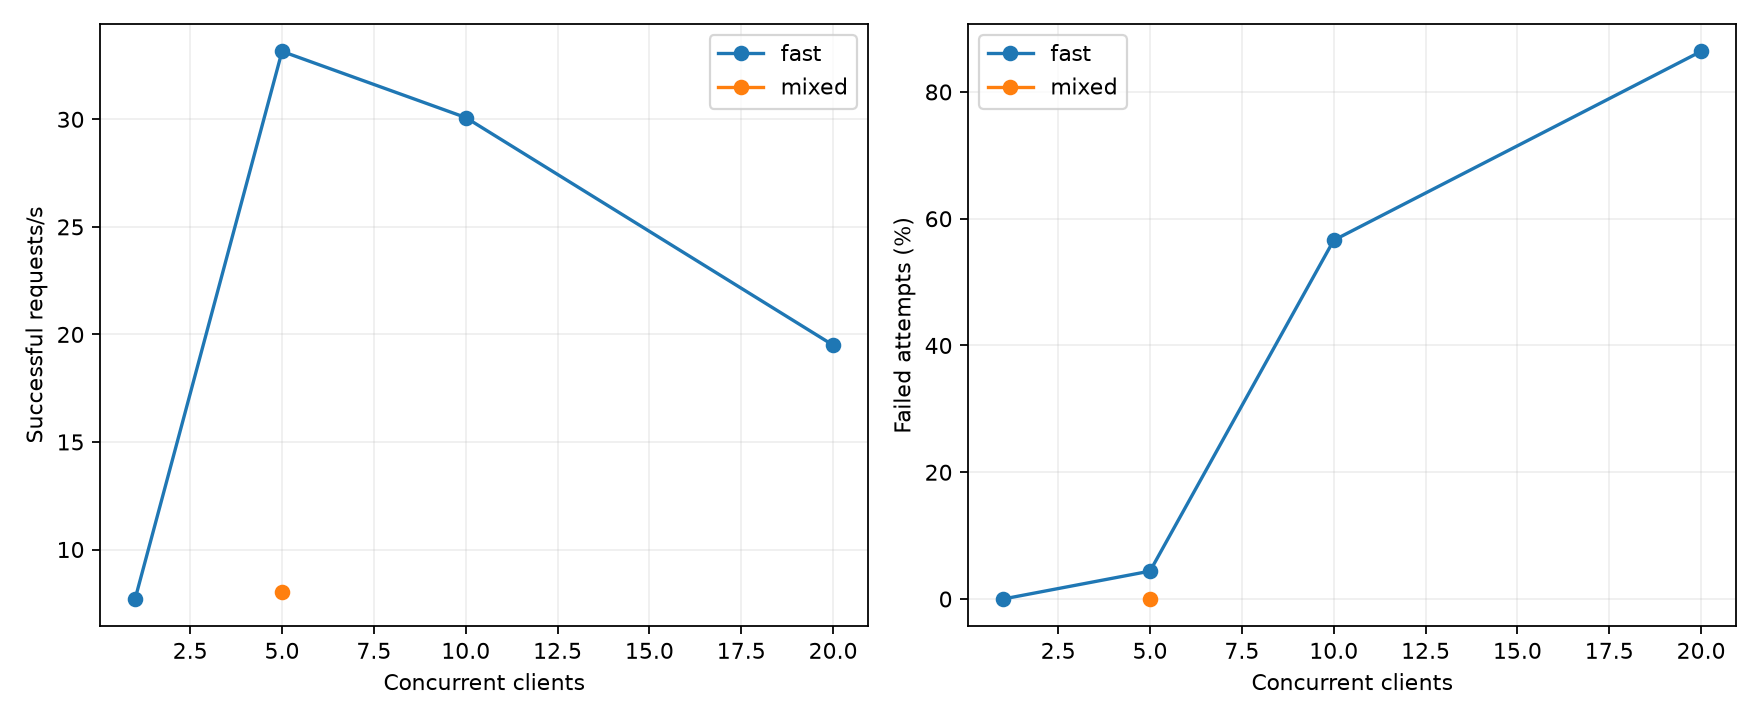 Successful requests/s
30
25
20
15
10
fast
mixed
2.5 5.0 7.5 10.0 12.5 15.0 17.5 20.0
Concurrent clients
Failed attempts (%)
80
60
40
20
0
fast
mixed
2.5 5.0 7.5 10.0 12.5 15.0 17.5 20.0
Concurrent clients